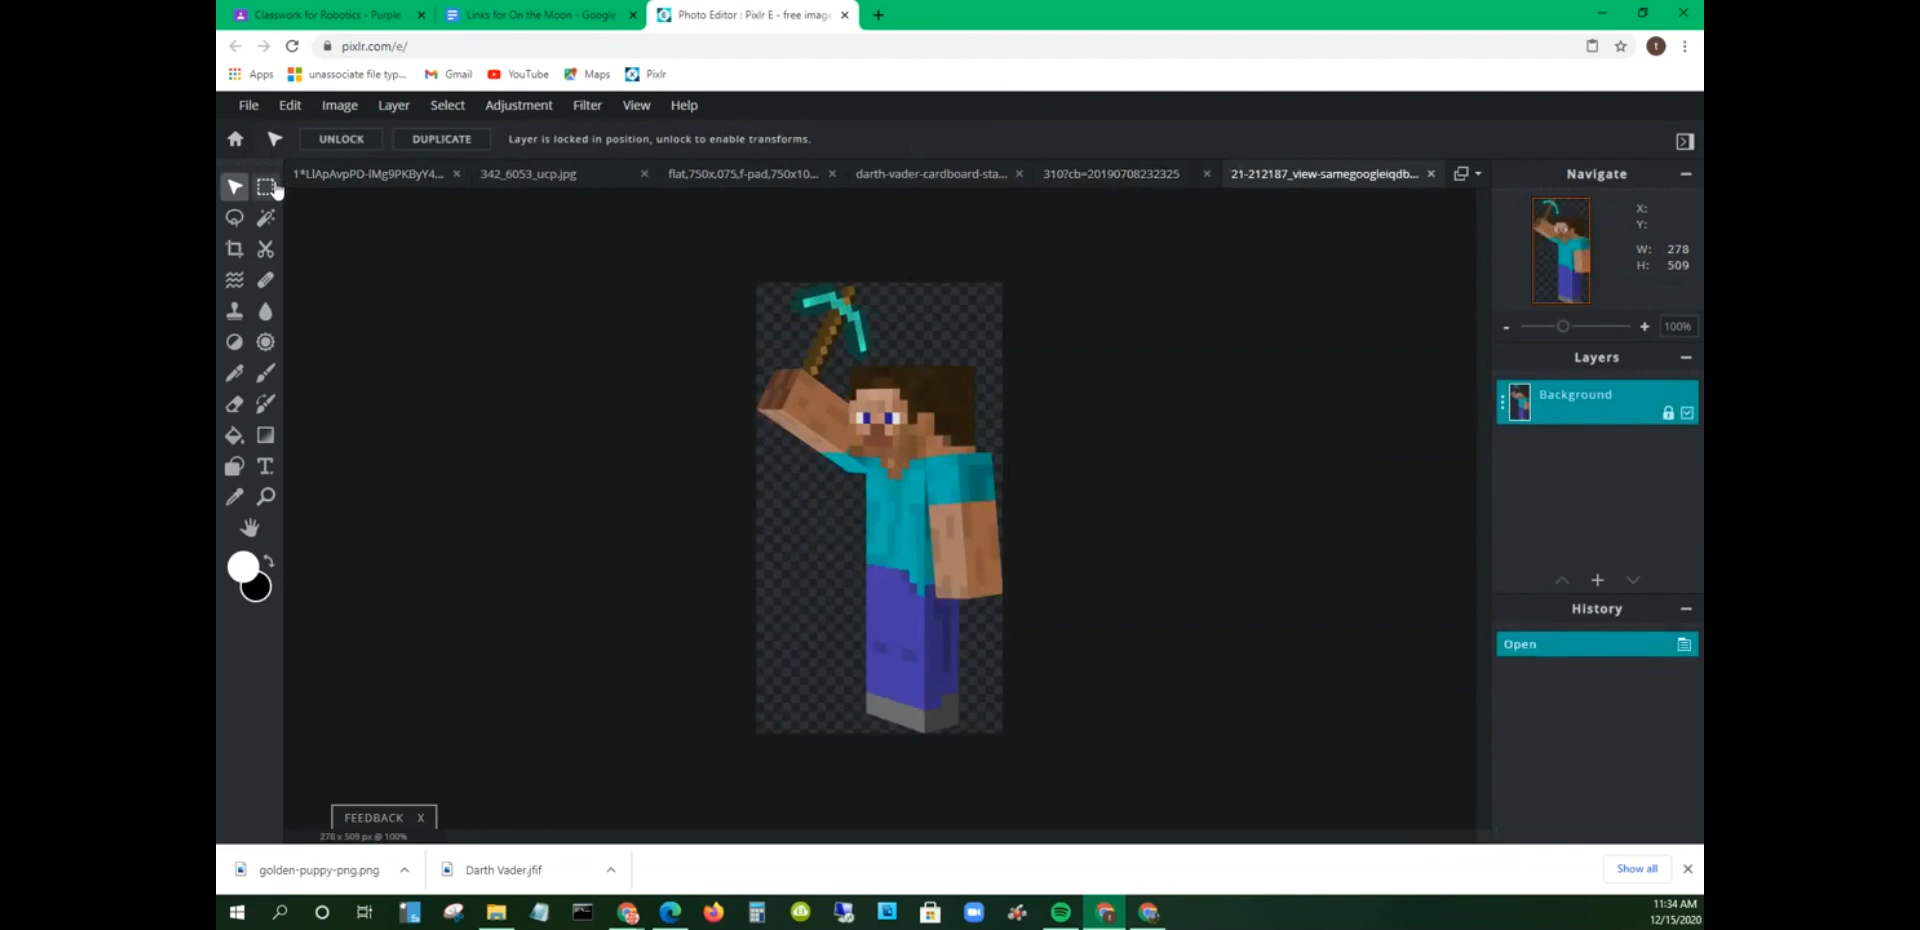 Classwork for Robotics - Purple
Links for On the Moon - Google
Photo Editor : Pixlr E - free imag
pixlr.com/e/
t
Apps
unassociate file typ...
Gmail
YouTube
Maps
Pixlr
File
Edit
Image
Layer
Select
Adjustment
Filter
View
Help
UNLOCK
DUPLICATE
Layer is locked in position, unlock to enable transforms.
342_6053_ucp.jpg
flat,750x,075,f-pad,750x10...
darth-vader-cardboard-sta...
310?cb=20190708232325
21-212187_view-samegoogleiqdb...
Navigate
X:
Y:
W: 278
H: 509
- + 100%
Layers
Background
History
Open
FEEDBACK X
278 x 509 px @ 100%
golden-puppy-png.png
Darth Vader.jfif
Show all
11:34 AM
12/15/2020